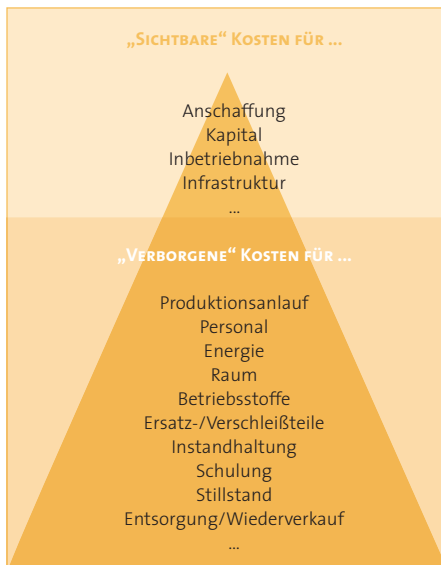 „Sichtbare“ Kosten für ...
Anschaffung
Kapital
Inbetriebnahme
Infrastruktur
...
„Verborgene“ Kosten für ...
Produktionsanlauf
Personal
Energie
Raum
Betriebsstoffe
Ersatz-/Verschleißteile
Instandhaltung
Schulung
Stillstand
Entsorgung/Wiederverkauf
...